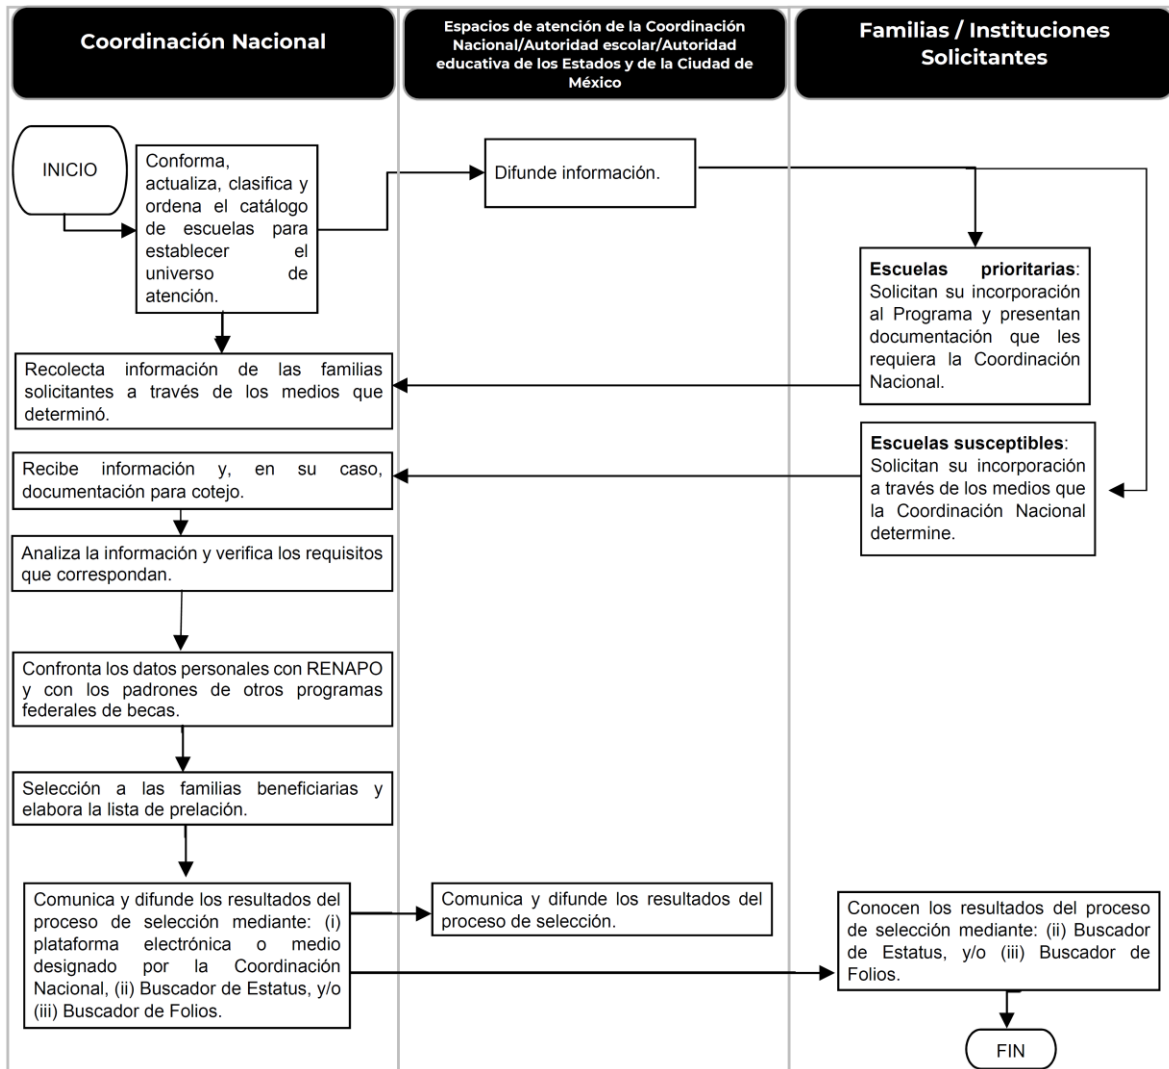 Coordinación Nacional
Espacios de atención de la Coordinación
Nacional/Autoridad escolar/Autoridad
educativa de los Estados y de la Ciudad de
México
Familias / Instituciones
Solicitantes
INICIO
Conforma,
actualiza, clasifica y
ordena el catálogo
de escuelas para
establecer el
universo de
atención.
Difunde información.
Escuelas prioritarias:
Solicitan su incorporación
al Programa y presentan
documentación que les
requiera la Coordinación
Nacional.
Recolecta información de las familias
solicitantes a través de los medios que
determinó.
Escuelas susceptibles:
Solicitan su incorporación
a través de los medios que
la Coordinación Nacional
determine.
Recibe información y, en su caso,
documentación para cotejo.
Analiza la información y verifica los requisitos
que correspondan.
Confronta los datos personales con RENAPO
y con los padrones de otros programas
federales de becas.
Selección a las familias beneficiarias y
elabora la lista de prelación.
Comunica y difunde los resultados del
proceso de selección mediante: (i)
plataforma electrónica o medio
designado por la Coordinación
Nacional, (ii) Buscador de Estatus, y/o
(iii) Buscador de Folios.
Comunica y difunde los resultados del
proceso de selección.
Conocen los resultados del proceso
de selección mediante: (ii) Buscador
de Estatus, y/o (iii) Buscador de
Folios.
FIN